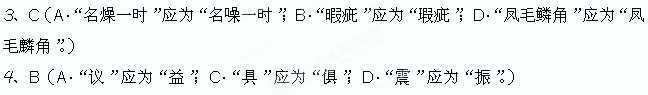 3、C（A·“名燥一时”应为“名噪一时”；B·“暇疵”应为“瑕疵”；D·“凤毛鳞角”应为“凤
毛麟角”。）
4、B（A·“议”应为“益”；C·“具”应为“俱”；D·“震”应为“振”。）